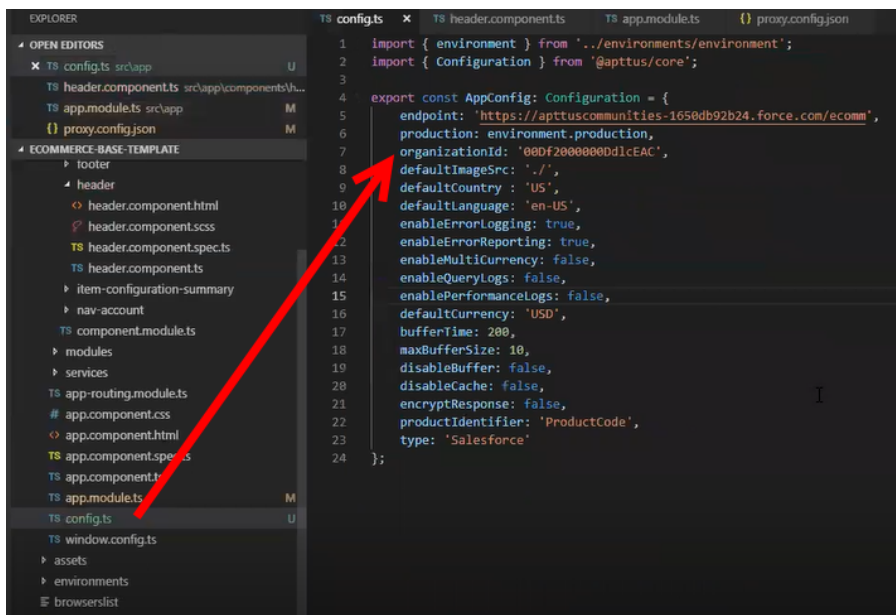 EXPLORER
OPEN EDITORS
TS config.ts src\app U
TS header.component.ts src\app\components\h...
TS app.module.ts src\app M
{} proxy.config.json M
ECOMMERCE-BASE-TEMPLATE
footer
header
<> header.component.html
header.component.scss
TS header.component.spec.ts
TS header.component.ts
item-configuration-summary
nav-account
TS component.module.ts
modules
services
TS app-routing.module.ts
# app.component.css
<> app.component.html
TS app.component.spec.ts
TS app.component.ts
TS app.module.ts M
TS config.ts U
TS window.config.ts
assets
environments
browserslist
TS config.ts × TS header.component.ts TS app.module.ts {} proxy.config.json
1 import { environment } from '../environments/environment';
2 import { Configuration } from '@apttus/core';
3
4 export const AppConfig: Configuration = {
5 endpoint: 'https://apttuscommunities-1650db92b24.force.com/ecomm',
6 production: environment.production,
7 organizationId: '00Df2000000DdlcEAC',
8 defaultImageSrc: './',
9 defaultCountry : 'US',
10 defaultLanguage: 'en-US',
enableErrorLogging: true,
12 enableErrorReporting: true,
13 enableMultiCurrency: false,
14 enableQueryLogs: false,
15 enablePerformanceLogs: false,
16 defaultCurrency: 'USD',
17 bufferTime: 200,
18 maxBufferSize: 10,
19 disableBuffer: false,
20 disableCache: false,
21 encryptResponse: false,
22 productIdentifier: 'ProductCode',
23 type: 'Salesforce'
24 };